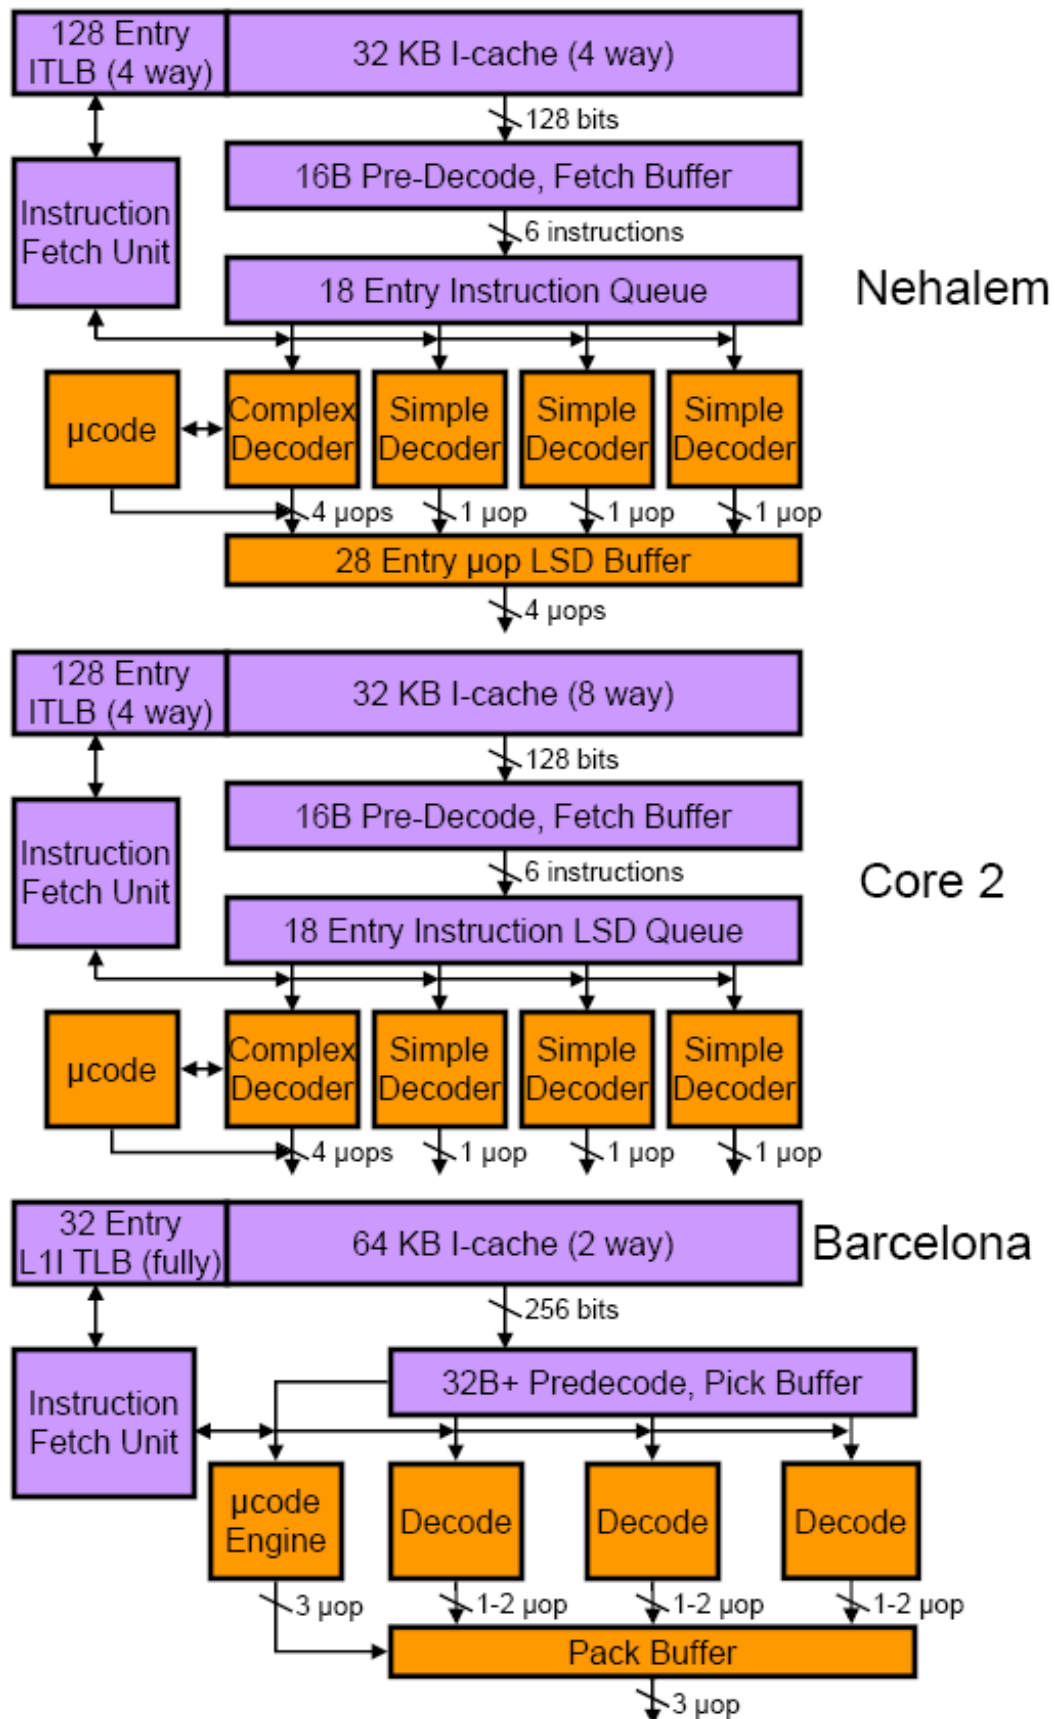 128 Entry
ITLB (4 way)
32 KB I-cache (4 way)
128 bits
16B Pre-Decode, Fetch Buffer
Instruction
Fetch Unit
6 instructions
18 Entry Instruction Queue
Nehalem
µcode
Complex
Decoder
Simple
Decoder
Simple
Decoder
Simple
Decoder
4 µops
1 µop
1 µop
1 µop
28 Entry µop LSD Buffer
4 µops
128 Entry
ITLB (4 way)
32 KB I-cache (8 way)
128 bits
16B Pre-Decode, Fetch Buffer
Instruction
Fetch Unit
6 instructions
Core 2
18 Entry Instruction LSD Queue
µcode
Complex
Decoder
Simple
Decoder
Simple
Decoder
Simple
Decoder
4 µops
1 µop
1 µop
1 µop
32 Entry
L1I TLB (fully)
64 KB I-cache (2 way)
Barcelona
256 bits
32B+ Predecode, Pick Buffer
Instruction
Fetch Unit
µcode
Engine
Decode
Decode
Decode
3 µop
1-2 µop
1-2 µop
1-2 µop
Pack Buffer
3 µop